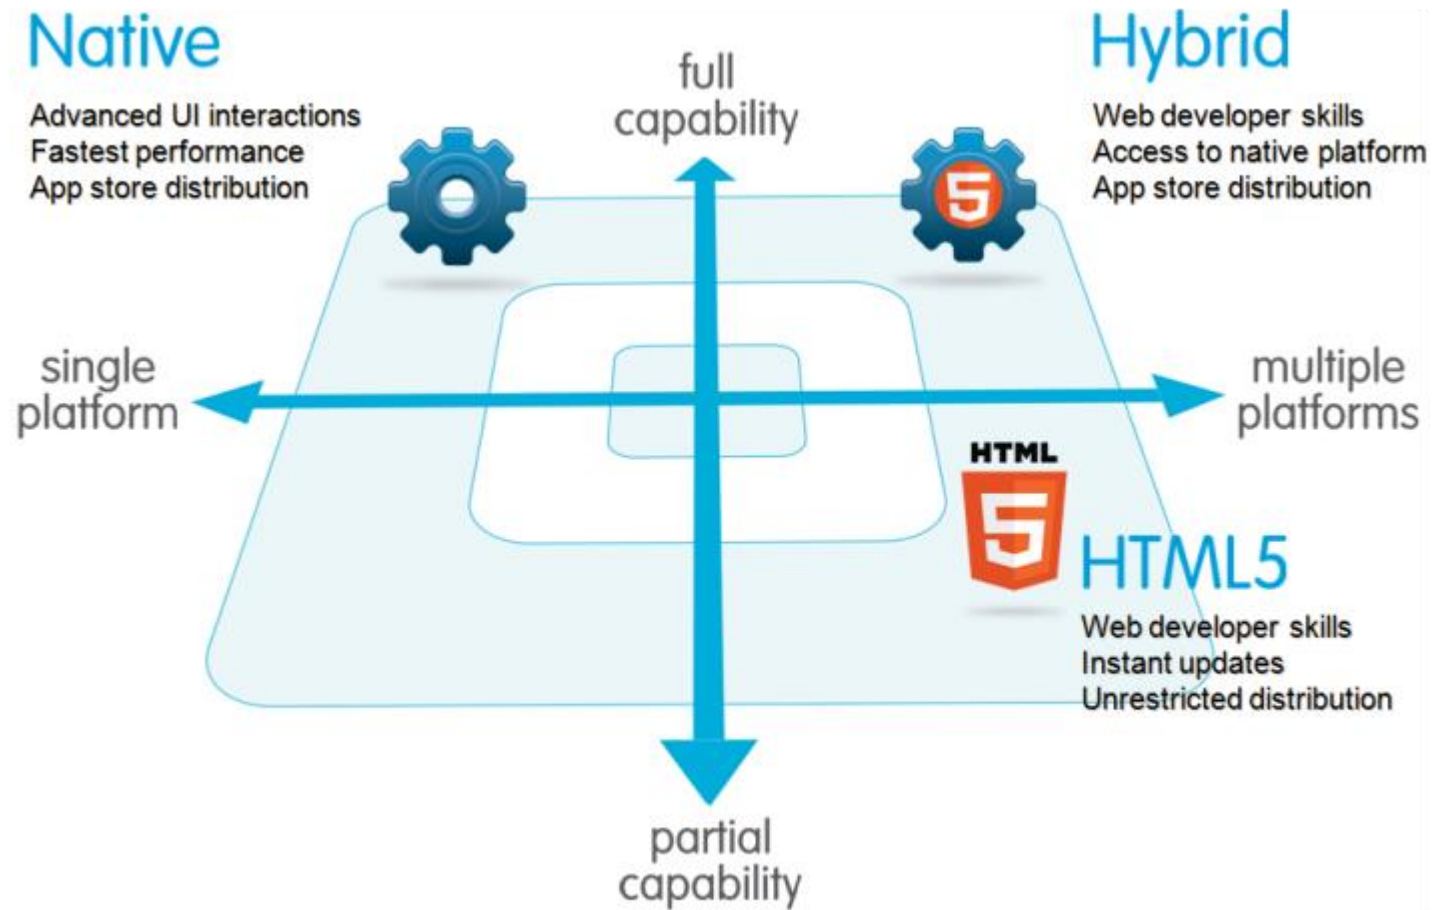 Native
Advanced UI interactions
Fastest performance
App store distribution
full
capability
Hybrid
Web developer skills
Access to native platform
App store distribution
5
single
platform
multiple
platforms
HTML
5
HTML5
Web developer skills
Instant updates
Unrestricted distribution
partial
capability